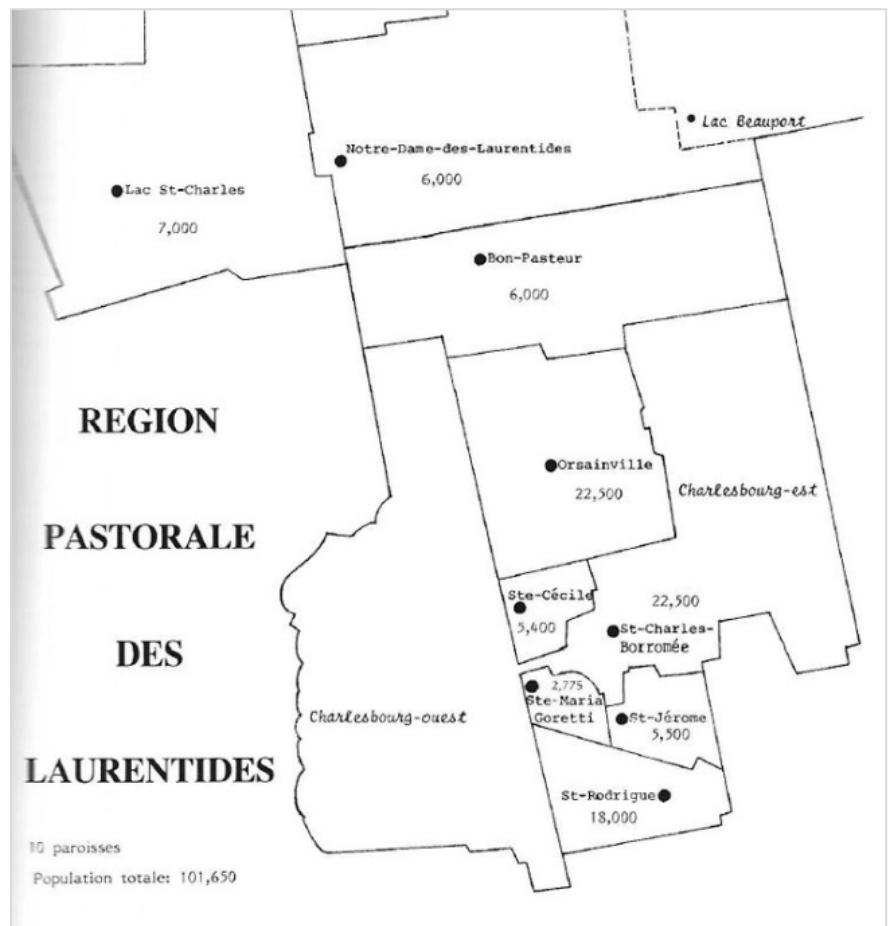 Lac Beauport
Notre-Dame-des-Laurentides
6,000
Lac St-Charles
7,000
Bon-Pasteur
6,000
REGION
PASTORALE
DES
LAURENTIDES
Orsainville
22,500
Charlesbourg-est
Ste-Cécile
5,400
22,500
St-Charles-
Borromée
2,775
Ste-Maria
Goretti
St-Jérome
5,500
Charlesbourg-ouest
St-Rodrigue
18,000
10 paroisses
Population totale: 101,650